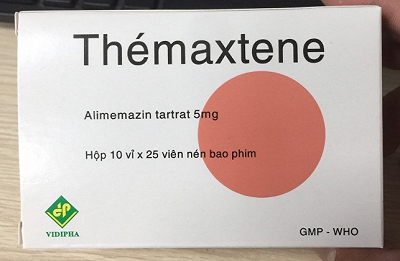 Thémaxtene
Alimemazin tartrat 5mg
Hộp 10 vỉ x 25 viên nén bao phim
VIDIPHA
GMP - WHO